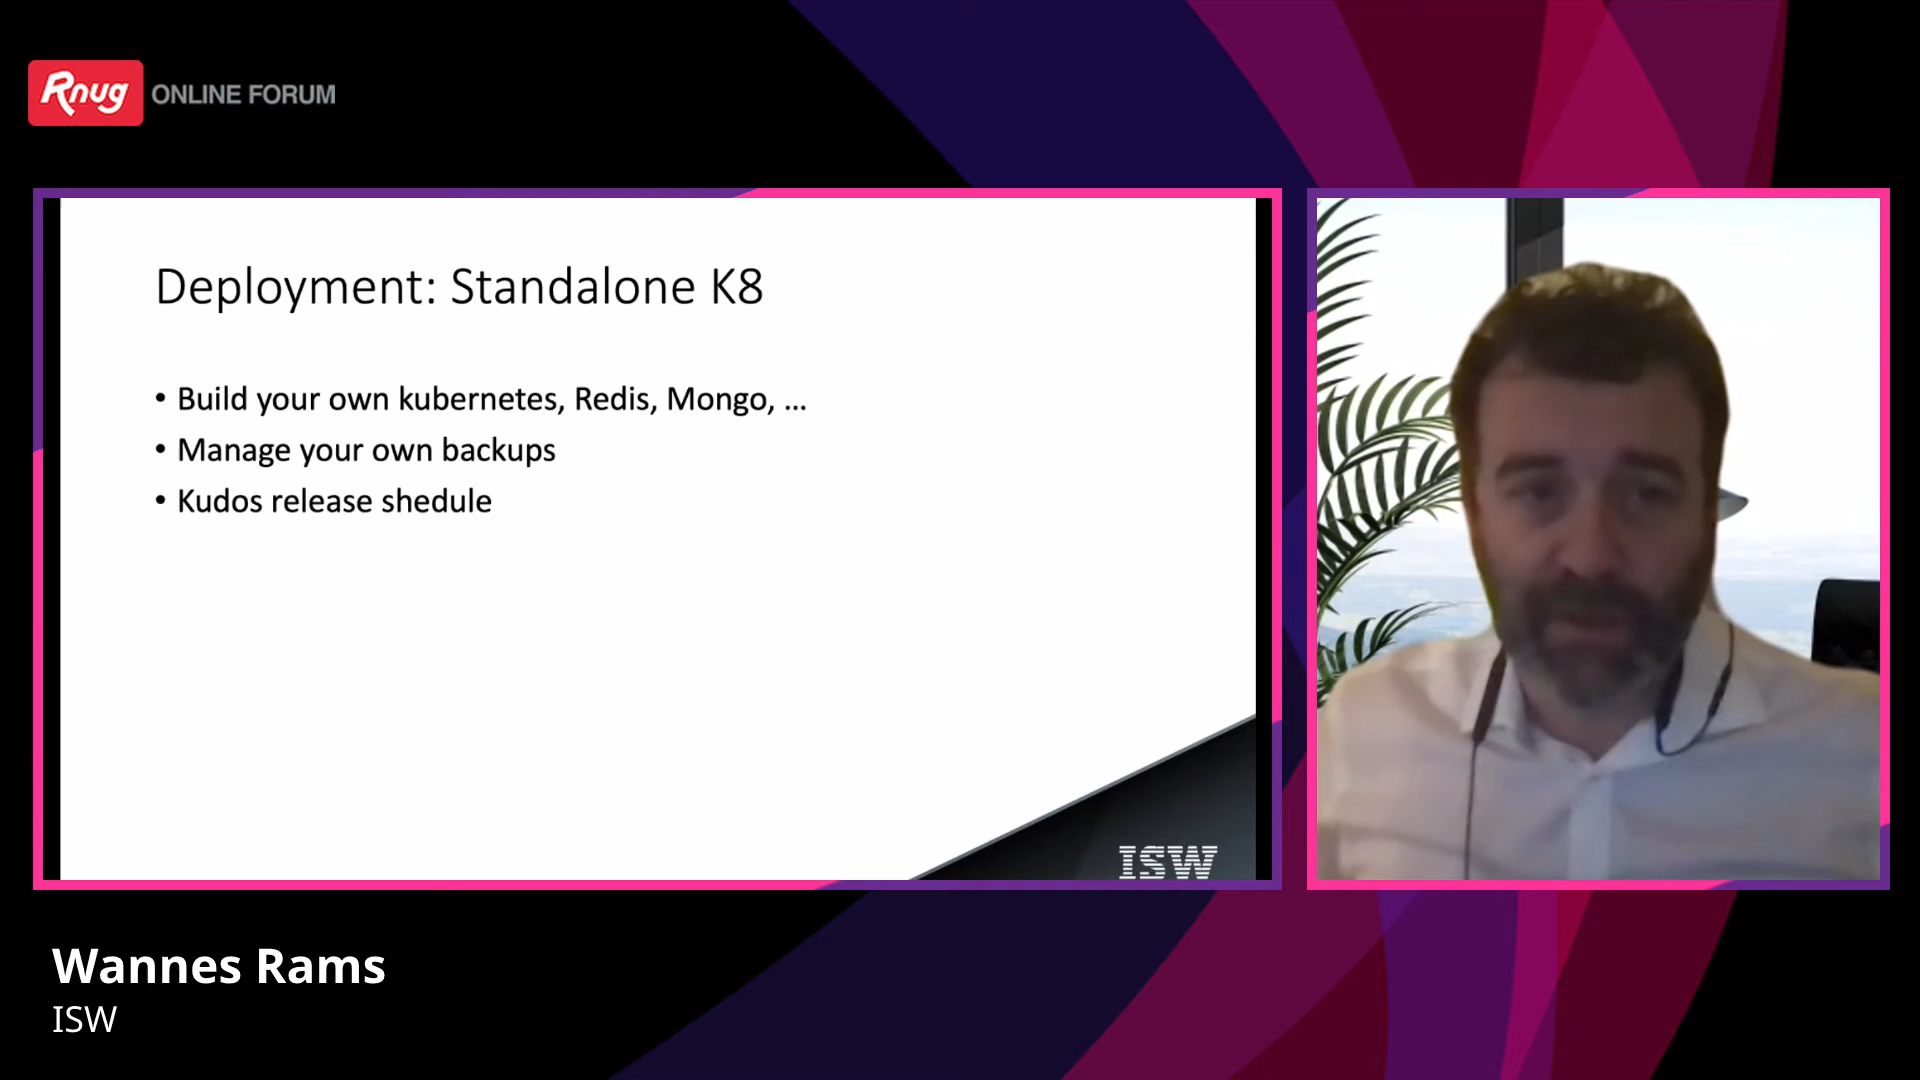 Rnug ONLINE FORUM
Deployment: Standalone K8
• Build your own kubernetes, Redis, Mongo, ...
• Manage your own backups
• Kudos release shedule
ISW
Wannes Rams
ISW